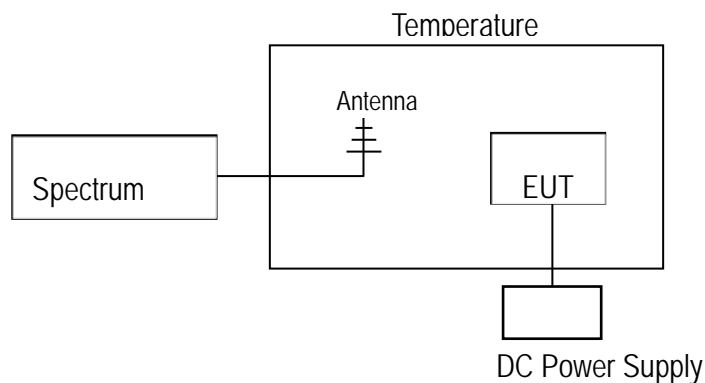 Temperature
Antenna
Spectrum
EUT
DC Power Supply